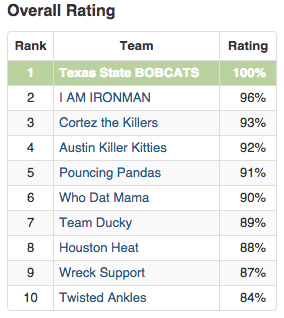 Overall Rating
Rank Team Rating
1 Texas State BOBCATS 100%
2 I AM IRONMAN 96%
3 Cortez the Killers 93%
4 Austin Killer Kitties 92%
5 Pouncing Pandas 91%
6 Who Dat Mama 90%
7 Team Ducky 89%
8 Houston Heat 88%
9 Wreck Support 87%
10 Twisted Ankles 84%